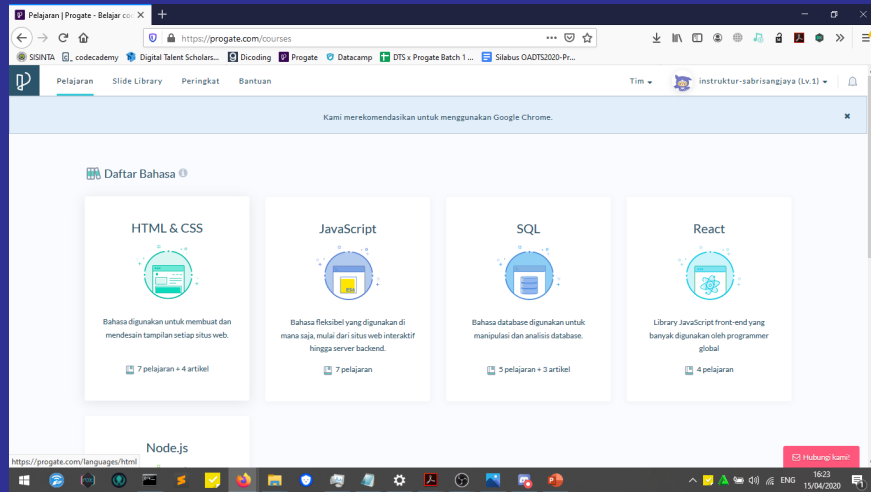 Pelajaran | Progate - Belajar co
https://progate.com/courses
SISINTA codecademy Digital Talent Scholars... Dicoding Progate Datacamp DTS x Progate Batch 1 ... Silabus OADTS2020-Pr...
Pelajaran Slide Library Peringkat Bantuan Tim instruktur-sabrisangjaya (Lv.1)
Kami merekomendasikan untuk menggunakan Google Chrome.
Daftar Bahasa
HTML & CSS
Bahasa digunakan untuk membuat dan
mendesain tampilan setiap situs web.
7 pelajaran + 4 artikel
JavaScript
ES6
Bahasa fleksibel yang digunakan di
mana saja, mulai dari situs web interaktif
hingga server backend.
7 pelajaran
SQL
Bahasa database digunakan untuk
manipulasi dan analisis database.
5 pelajaran + 3 artikel
React
Library JavaScript front-end yang
banyak digunakan oleh programmer
global
4 pelajaran
Node.js
https://progate.com/languages/html
Hubungi kami!
ENG
16:23
15/04/2020